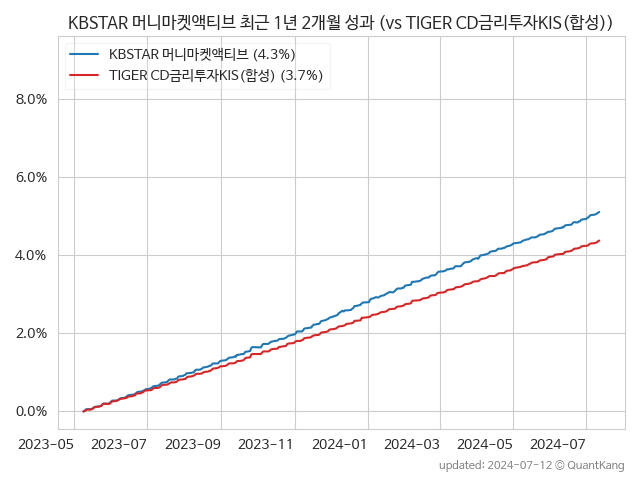 KBSTAR 머니마켓액티브 최근 1년 2개월 성과 (vs TIGER CD금리투자KIS(합성))
KBSTAR 머니마켓액티브 (4.3%)
TIGER CD금리투자KIS(합성) (3.7%)
8.0%
6.0%
4.0%
2.0%
0.0%
2023-05 2023-07 2023-09 2023-11 2024-01 2024-03 2024-05 2024-07
updated: 2024-07-12 © QuantKang